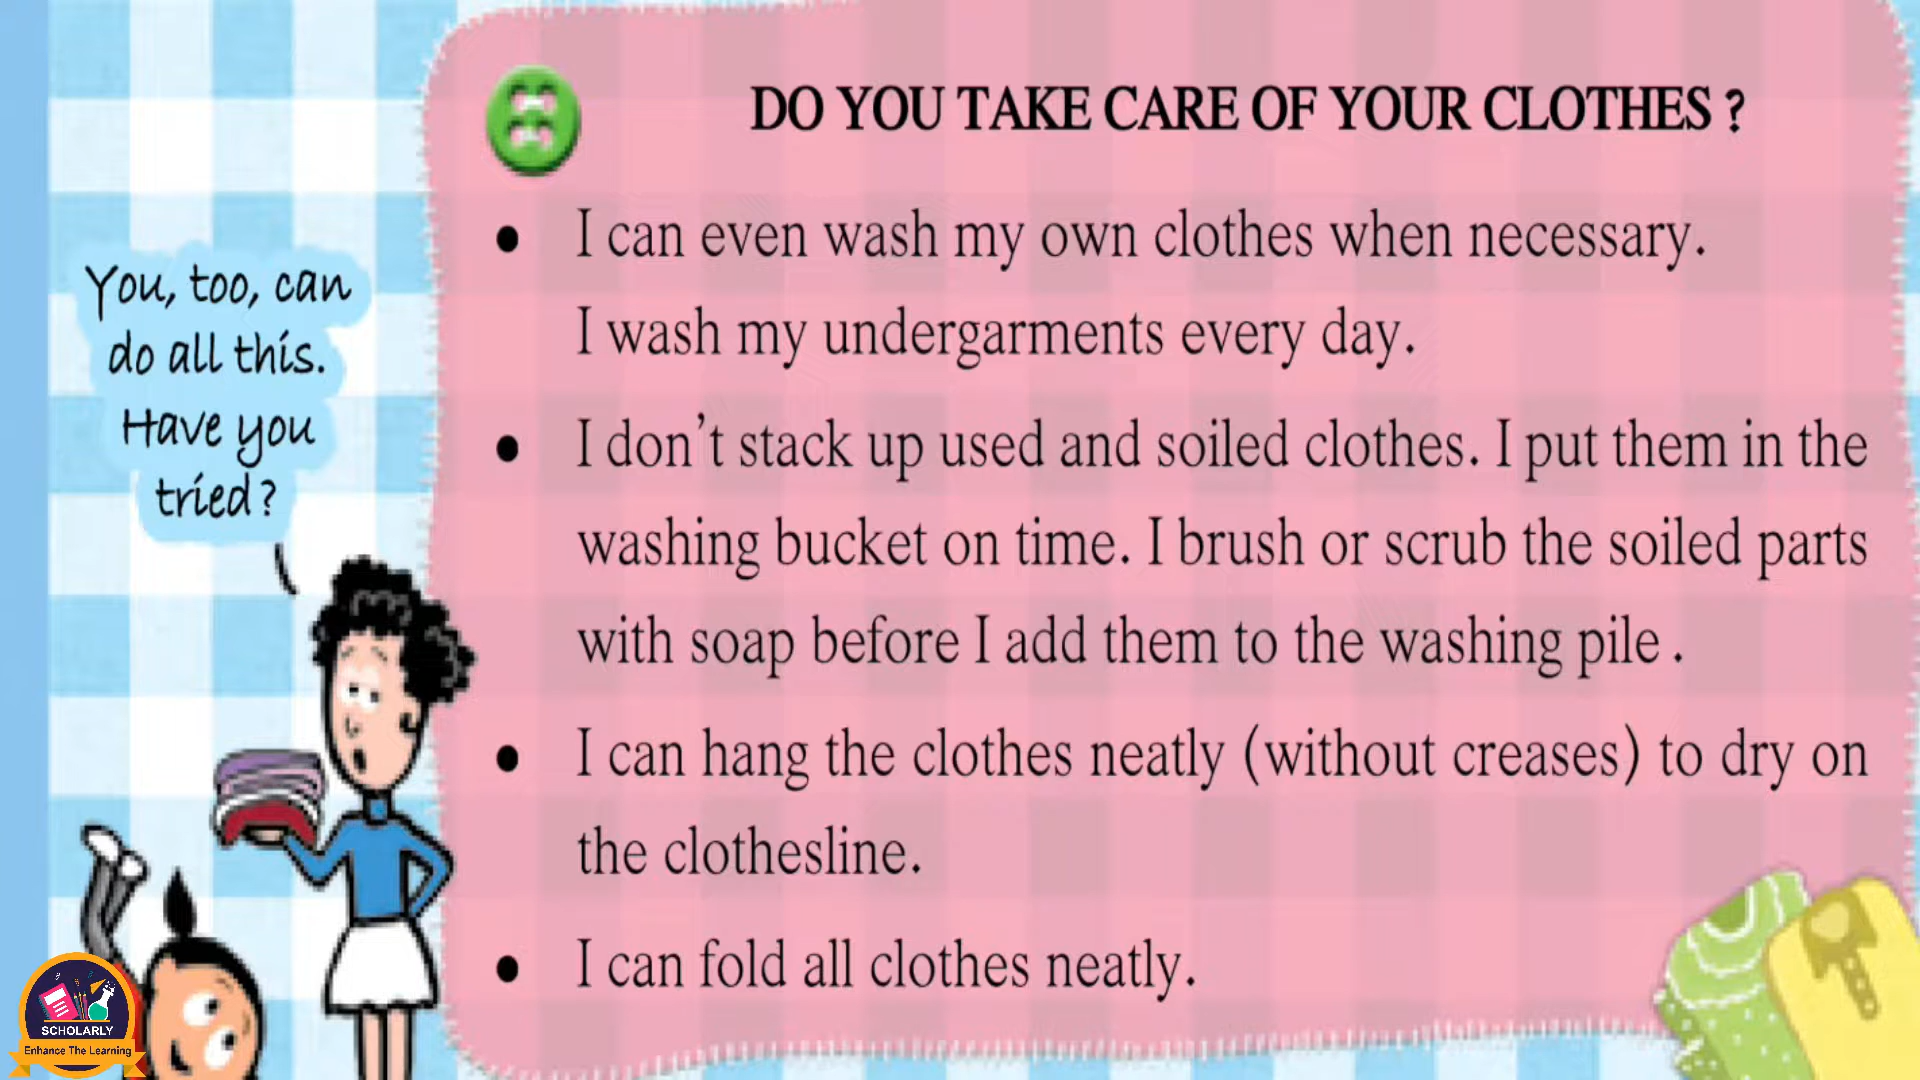 DO YOU TAKE CARE OF YOUR CLOTHES ?
I can even wash my own clothes when necessary.
I wash my undergarments every day.
I don't stack up used and soiled clothes. I put them in the
washing bucket on time. I brush or scrub the soiled parts
with soap before I add them to the washing pile .
I can hang the clothes neatly (without creases) to dry on
the clothesline.
I can fold all clothes neatly.
You, too, can
do all this.
Have you
tried?
SCHOLARLY
Enhance The Learning